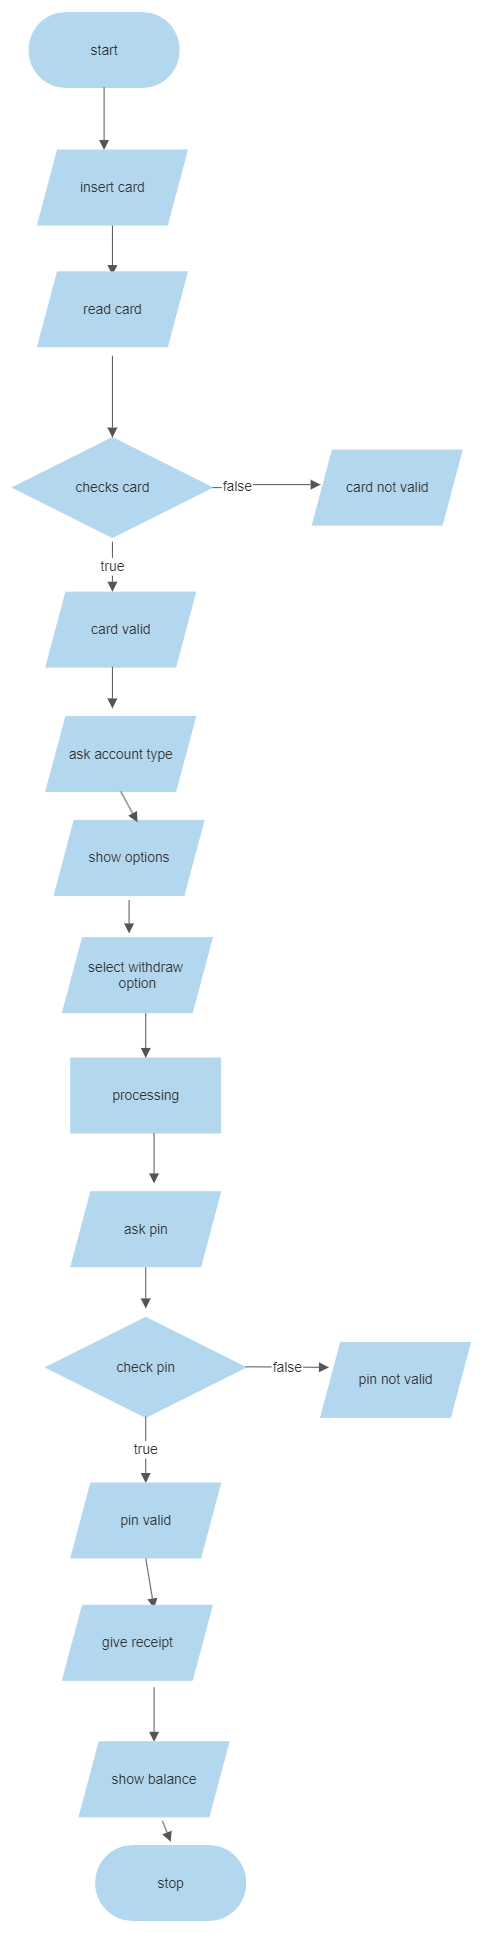 start
insert card
read card
checks card
false
card not valid
true
card valid
ask account type
show options
select withdraw
option
processing
ask pin
check pin
false
pin not valid
true
pin valid
give receipt
show balance
stop